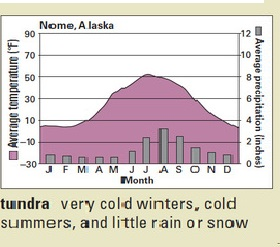 Nome, Alaska
Average temperature (°F)
90
70
50
30
10
-10
-30
12
10
8
6
4
2
0
Average precipitation (inches)
J F M A M J J A S O N D
Month
tundra very cold winters, cold
summers, and little rain or snow